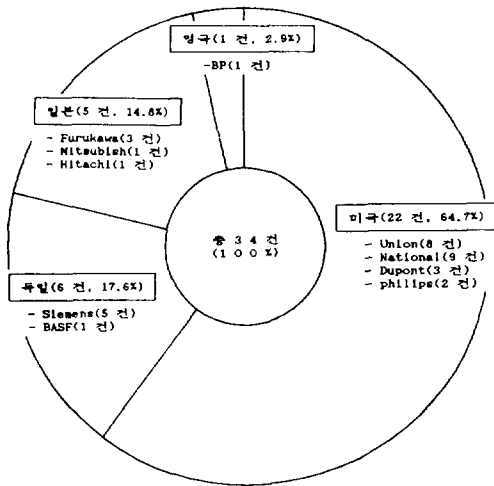 영국(1 건, 2.9%)
-BP(1 건)
일본(5 건, 14.8%)
- Furukawa(3 건)
- Mitsubish(1 건)
- Hitachi(1 건)
총 3 4 건
(1 0 0 %)
미국(22 건, 64.7%)
- Union(8 건)
- National(9 건)
- Dupont(3 건)
- philips(2 건)
독일(6 건, 17.6%)
- Siemens(5 건)
- BASF(1 건)